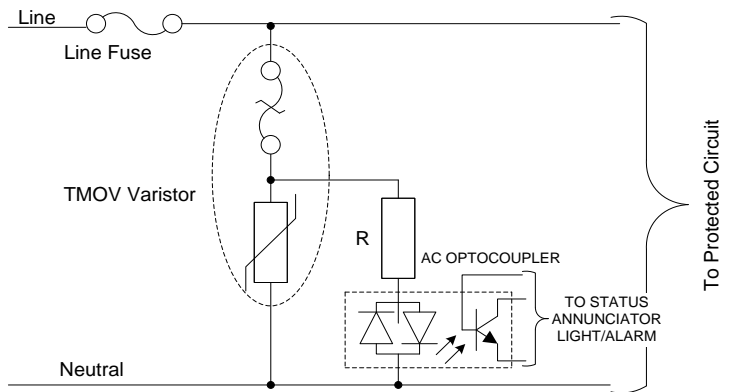 Line
Line Fuse
TMOV Varistor
R
AC OPTOCOUPLER
TO STATUS
ANNUNCIATOR
LIGHT/ALARM
To Protected Circuit
Neutral